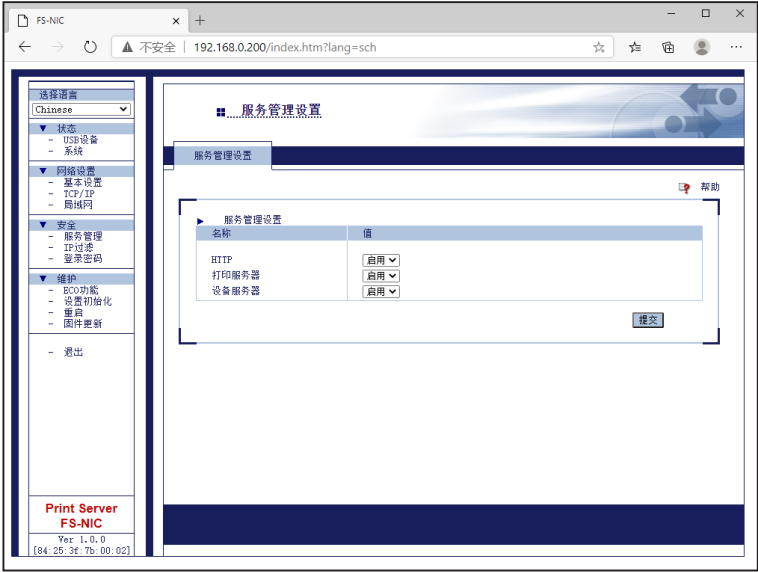 FS-NIC
不安全 | 192.168.0.200/index.htm?lang=sch
选择语言
Chinese
▼ 状态
- USB设备
- 系统
▼ 网络设置
- 基本设置
- TCP/IP
- 局域网
▼ 安全
- 服务管理
- IP过滤
- 登录密码
▼ 维护
- ECO功能
- 设置初始化
- 重启
- 固件更新
- 退出
Print Server
FS-NIC
Ver 1.0.0
[84:25:3f:7b:00:02]
服务管理设置
服务管理设置
帮助
服务管理设置
名称 值
HTTP 启用
打印服务器 启用
设备服务器 启用
提交